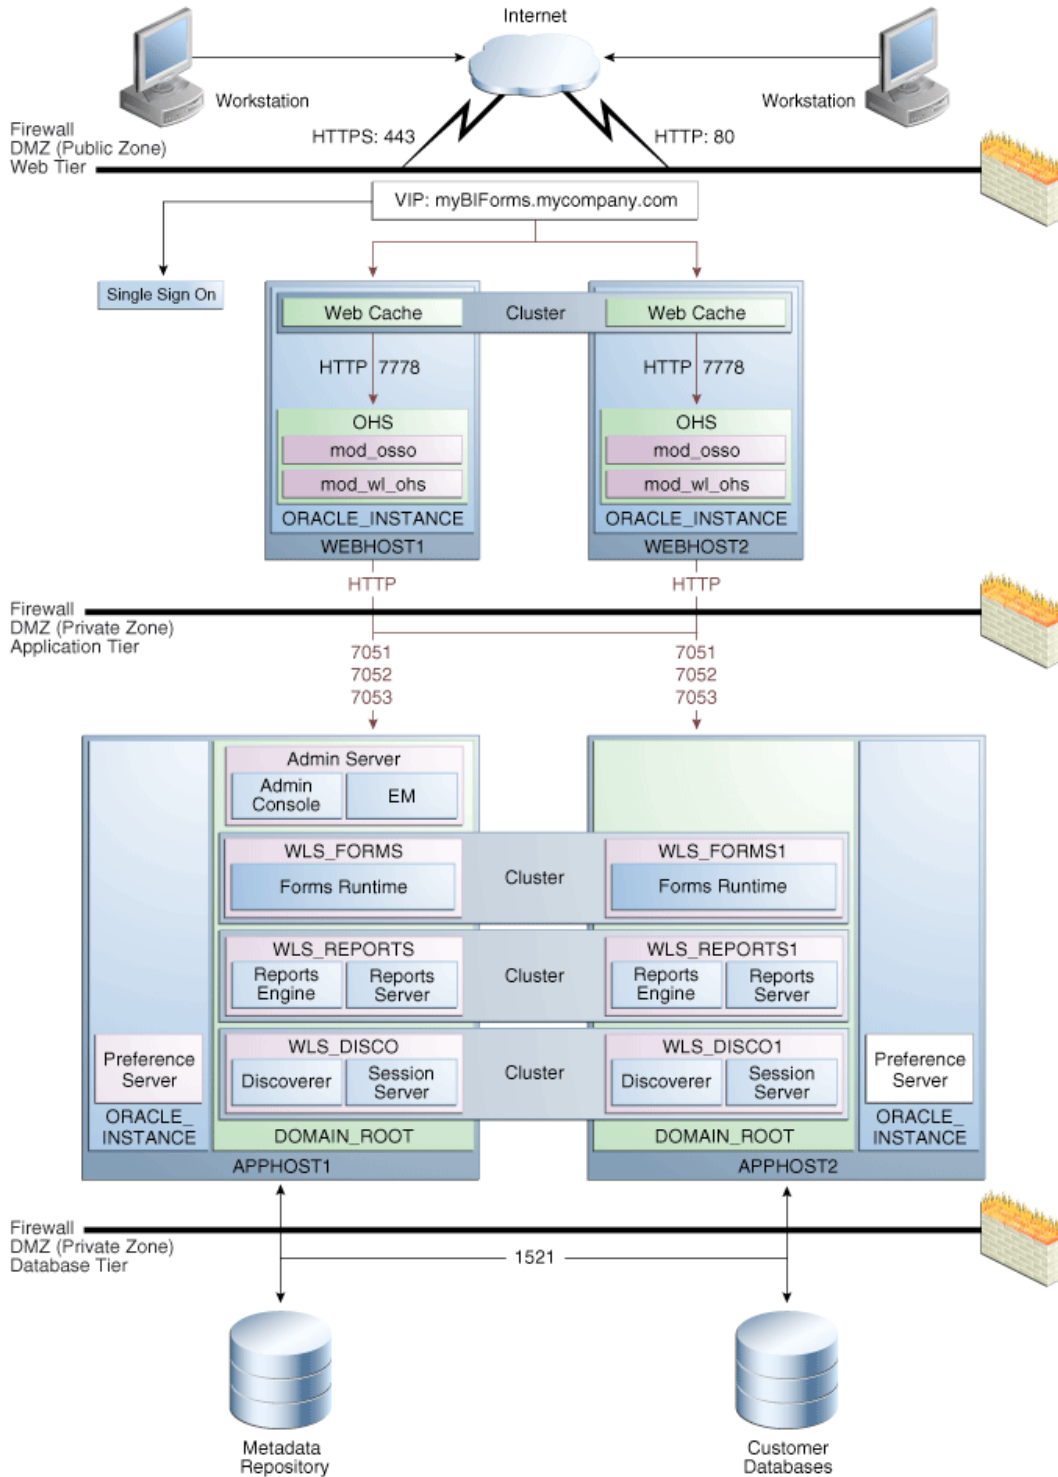 Internet
Workstation
Workstation
HTTPS: 443
HTTP: 80
Firewall
DMZ (Public Zone)
Web Tier
VIP: myBIForms.mycompany.com
Single Sign On
Web Cache
Cluster
Web Cache
HTTP 7778
HTTP 7778
OHS
mod_osso
mod_wl_ohs
ORACLE_INSTANCE
WEBHOST1
OHS
mod_osso
mod_wl_ohs
ORACLE_INSTANCE
WEBHOST2
HTTP
HTTP
Firewall
DMZ (Private Zone)
Application Tier
7051
7052
7053
7051
7052
7053
Admin Server
Admin
Console
EM
WLS_FORMS
Forms Runtime
Cluster
WLS_FORMS1
Forms Runtime
WLS_REPORTS
Reports
Engine
Reports
Server
Cluster
WLS_REPORTS1
Reports
Engine
Reports
Server
Preference
Server
ORACLE_
INSTANCE
WLS_DISCO
Discoverer
Session
Server
Cluster
WLS_DISCO1
Discoverer
Session
Server
Preference
Server
ORACLE_
INSTANCE
DOMAIN_ROOT
DOMAIN_ROOT
APPHOST1
APPHOST2
Firewall
DMZ (Private Zone)
Database Tier
1521
Metadada
Repository
Customer
Databases